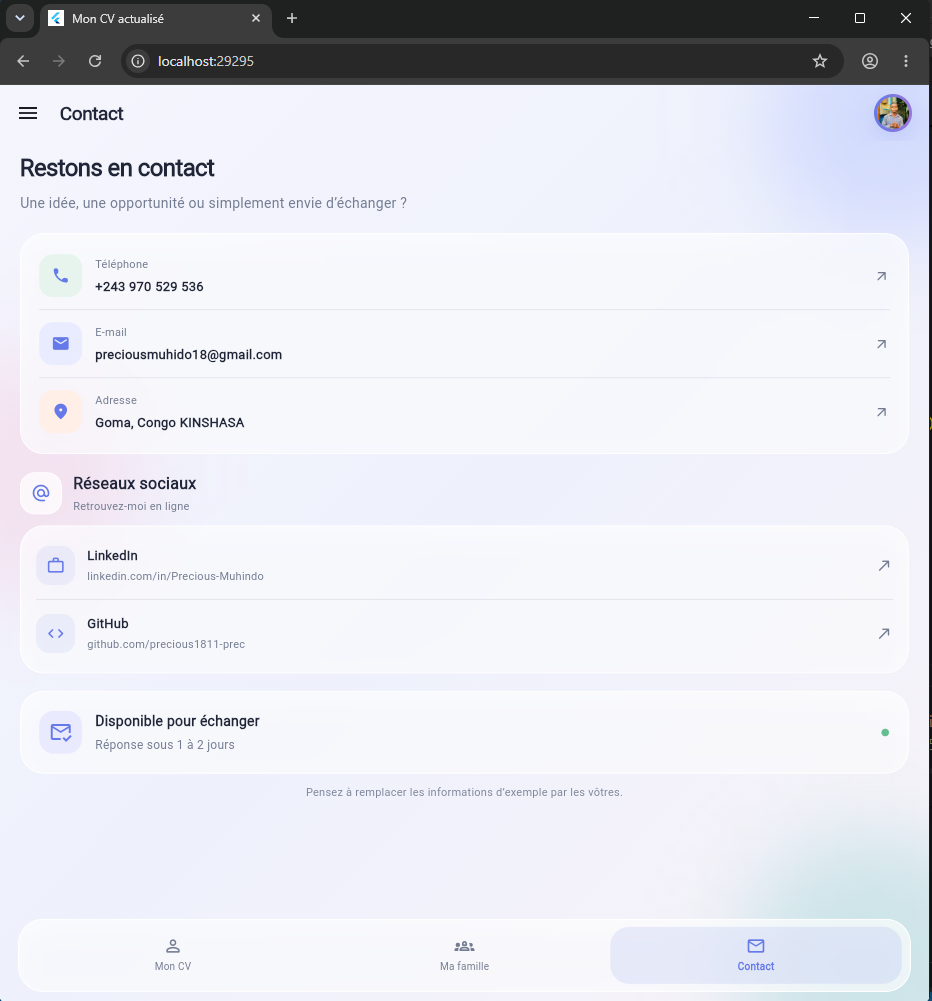 Mon CV actualisé
localhost:29295
Contact
Restons en contact
Une idée, une opportunité ou simplement envie d’échanger ?
Téléphone
+243 970 529 536
E-mail
preciousmuhido18@gmail.com
Adresse
Goma, Congo KINSHASA
Réseaux sociaux
Retrouvez-moi en ligne
LinkedIn
linkedin.com/in/Precious-Muhindo
GitHub
github.com/precious1811-prec
Disponible pour échanger
Réponse sous 1 à 2 jours
Pensez à remplacer les informations d’exemple par les vôtres.
Mon CV
Ma famille
Contact